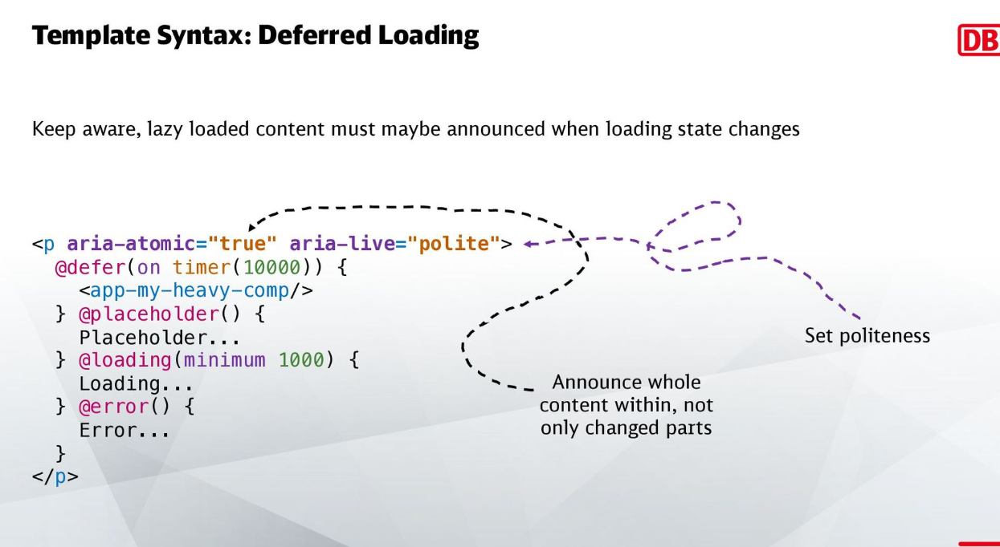 Template Syntax: Deferred Loading
DB
Keep aware, lazy loaded content must maybe announced when loading state changes
<p aria-atomic="true" aria-live="polite">
@defer(on timer(10000)) {
<app-my-heavy-comp/>
} @placeholder() {
Placeholder...
} @loading(minimum 1000) {
Loading...
} @error() {
Error...
}
</p>
Set politeness
Announce whole
content within, not
only changed parts